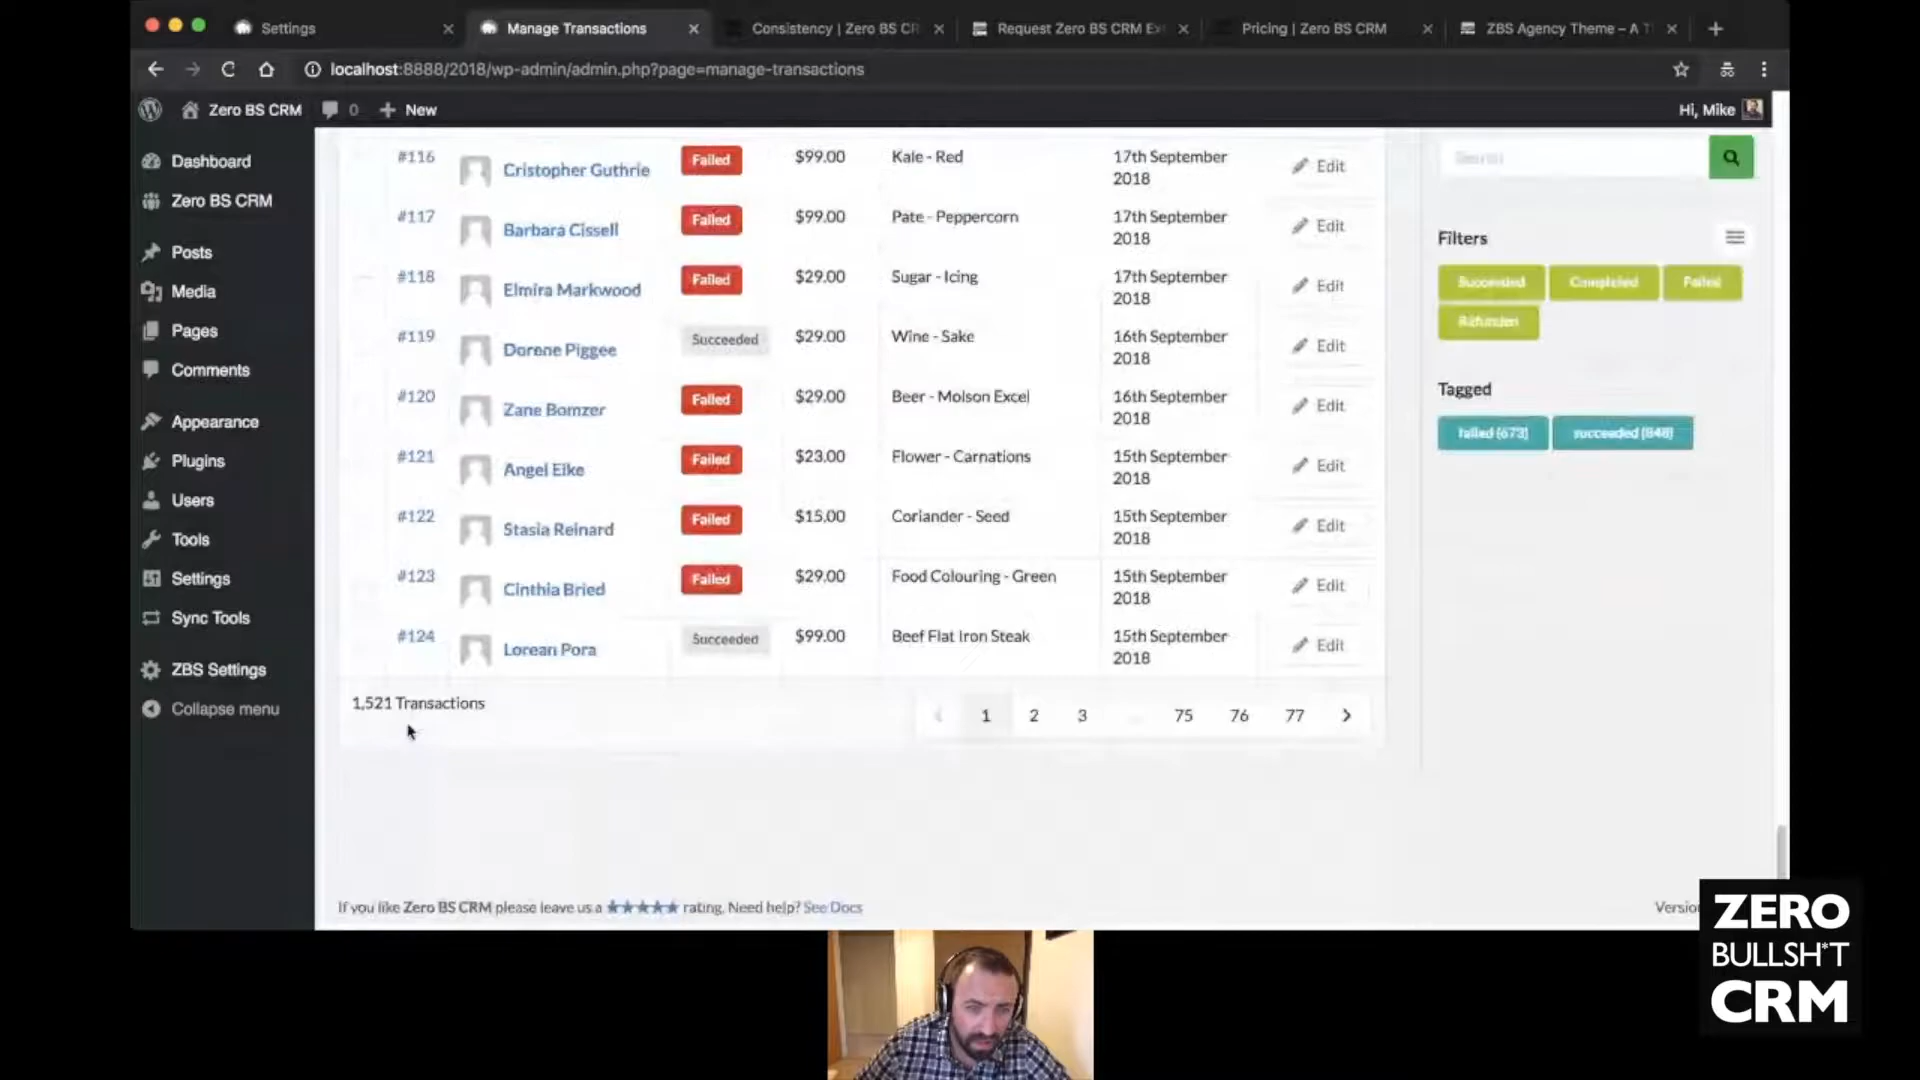 Settings
Manage Transactions
Consistency | Zero BS CR
Request Zero BS CRM Ex
Pricing | Zero BS CRM
ZBS Agency Theme – A T
localhost:8888/2018/wp-admin/admin.php?page=manage-transactions
Zero BS CRM
0
New
Hi, Mike
Dashboard
Zero BS CRM
Posts
Media
Pages
Comments
Appearance
Plugins
Users
Tools
Settings
Sync Tools
ZBS Settings
Collapse menu
#116 Cristopher Guthrie Failed $99.00 Kale - Red 17th September 2018 Edit
#117 Barbara Cissell Failed $99.00 Pate - Peppercorn 17th September 2018 Edit
#118 Elmira Markwood Failed $29.00 Sugar - Icing 17th September 2018 Edit
#119 Dorene Piggee Succeeded $29.00 Wine - Sake 16th September 2018 Edit
#120 Zane Bomzer Failed $29.00 Beer - Molson Excel 16th September 2018 Edit
#121 Angel Eike Failed $23.00 Flower - Carnations 15th September 2018 Edit
#122 Stasia Reinard Failed $15.00 Coriander - Seed 15th September 2018 Edit
#123 Cinthia Bried Failed $29.00 Food Colouring - Green 15th September 2018 Edit
#124 Lorean Pora Succeeded $99.00 Beef Flat Iron Steak 15th September 2018 Edit
1,521 Transactions
1 2 3 ... 75 76 77
Search
Filters
Succeeded Completed Failed
Tagged
failed (673) succeeded (848)
If you like Zero BS CRM please leave us a ★★★★★ rating. Need help? See Docs
Versio
ZERO
BULLSH*T
CRM